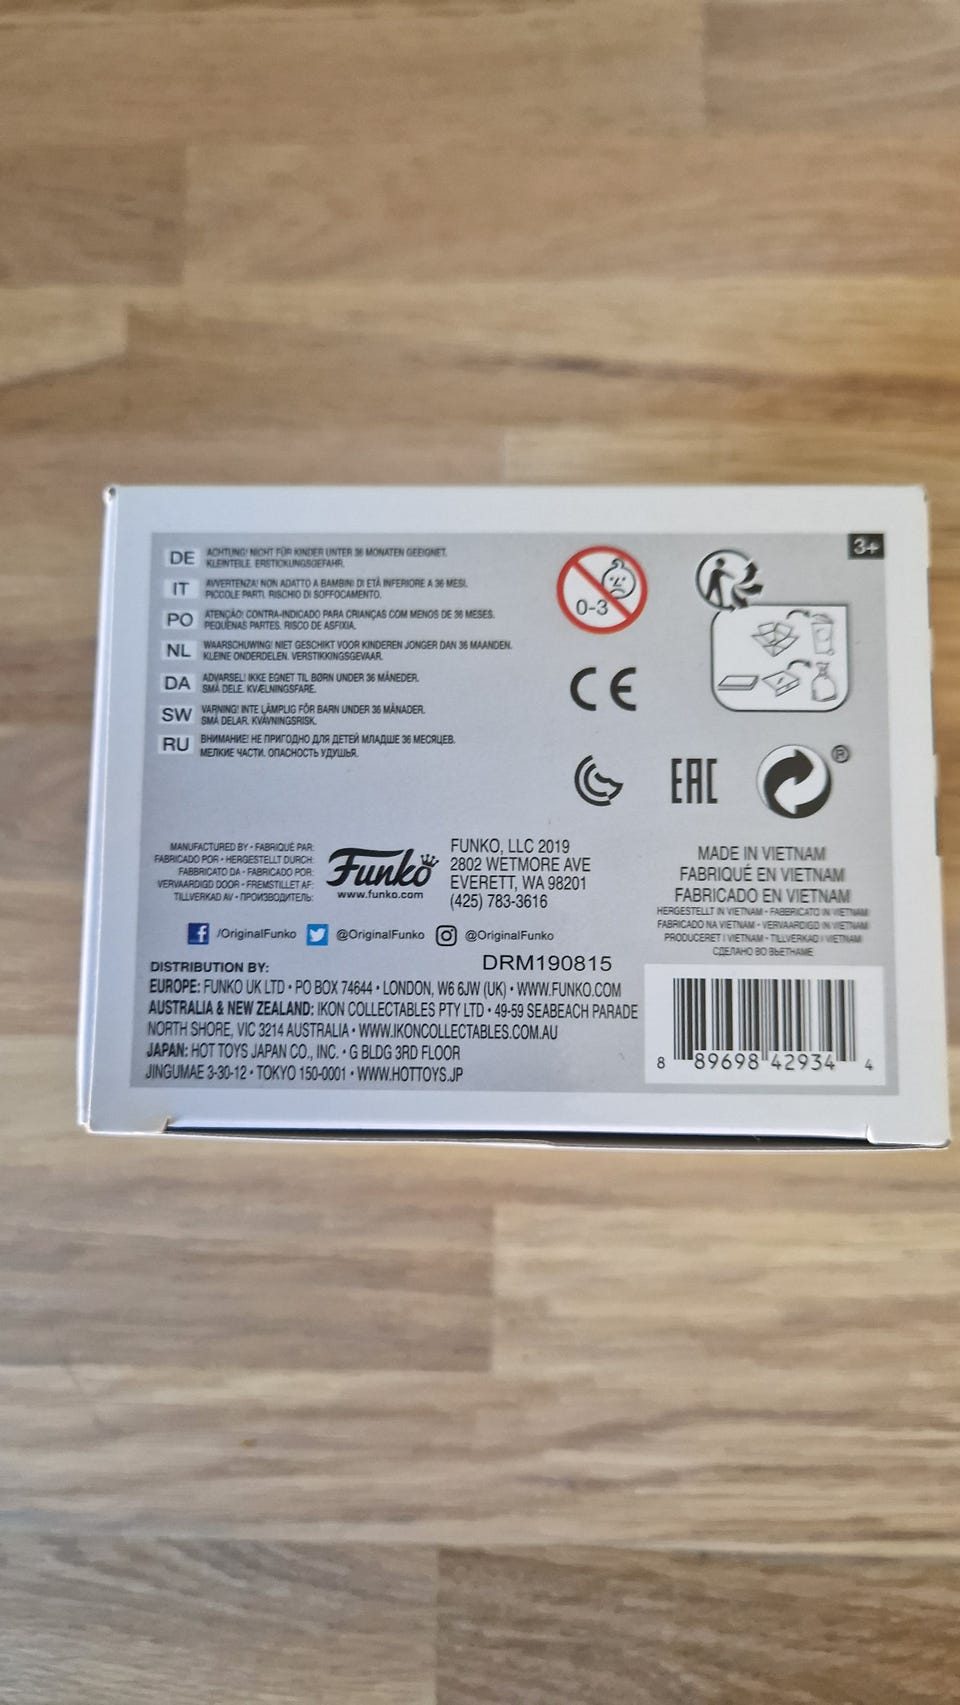 3+
DE ACHTUNG! NICHT FÜR KINDER UNTER 36 MONATEN GEEIGNET.
KLEINTEILE. ERSTICKUNGSGEFAHR.
IT AVVERTENZA! NON ADATTO A BAMBINI DI ETÀ INFERIORE A 36 MESI.
PICCOLE PARTI. RISCHIO DI SOFFOCAMENTO.
PO ATENÇÃO! CONTRA-INDICADO PARA CRIANÇAS COM MENOS DE 36 MESES.
PEQUENAS PARTES. RISCO DE ASFIXIA.
NL WAARSCHUWING! NIET GESCHIKT VOOR KINDEREN JONGER DAN 36 MAANDEN.
KLEINE ONDERDELEN. VERSTIKKINGSGEVAAR.
DA ADVARSEL! IKKE EGNET TIL BØRN UNDER 36 MÅNEDER.
SMÅ DELE. KVÆLNINGSFARE.
SW VARNING! INTE LÄMPLIG FÖR BARN UNDER 36 MÅNADER.
SMÅ DELAR. KVÄVNINGSRISK.
RU ВНИМАНИЕ! НЕ ПРИГОДНО ДЛЯ ДЕТЕЙ МЛАДШЕ 36 МЕСЯЦЕВ.
МЕЛКИЕ ЧАСТИ. ОПАСНОСТЬ УДУШЬЯ.
0-3
CE
EAC
®
MANUFACTURED BY • FABRIQUÉ PAR:
FABRICADO POR • HERGESTELLT DURCH:
FABBRICATO DA • FABRICADO POR:
VERVAARDIGD DOOR • FREMSTILLET AF:
TILLVERKAD AV • ПРОИЗВОДИТЕЛЬ:
Funko
www.funko.com
FUNKO, LLC 2019
2802 WETMORE AVE
EVERETT, WA 98201
(425) 783-3616
MADE IN VIETNAM
FABRIQUÉ EN VIETNAM
FABRICADO EN VIETNAM
HERGESTELLT IN VIETNAM • FABBRICATO IN VIETNAM
FABRICADO NA VIETNAM • VERVAARDIGD IN VIETNAM
PRODUCERET I VIETNAM • TILLVERKAD I VIETNAM
СДЕЛАНО ВО ВЬЕТНАМЕ
/OriginalFunko @OriginalFunko @OriginalFunko
DRM190815
DISTRIBUTION BY:
EUROPE: FUNKO UK LTD • PO BOX 74644 • LONDON, W6 6JW (UK) • WWW.FUNKO.COM
AUSTRALIA & NEW ZEALAND: IKON COLLECTABLES PTY LTD • 49-59 SEABEACH PARADE
NORTH SHORE, VIC 3214 AUSTRALIA • WWW.IKONCOLLECTABLES.COM.AU
JAPAN: HOT TOYS JAPAN CO., INC. • G BLDG 3RD FLOOR
JINGUMAE 3-30-12 • TOKYO 150-0001 • WWW.HOTTOYS.JP
8 89698 42934 4